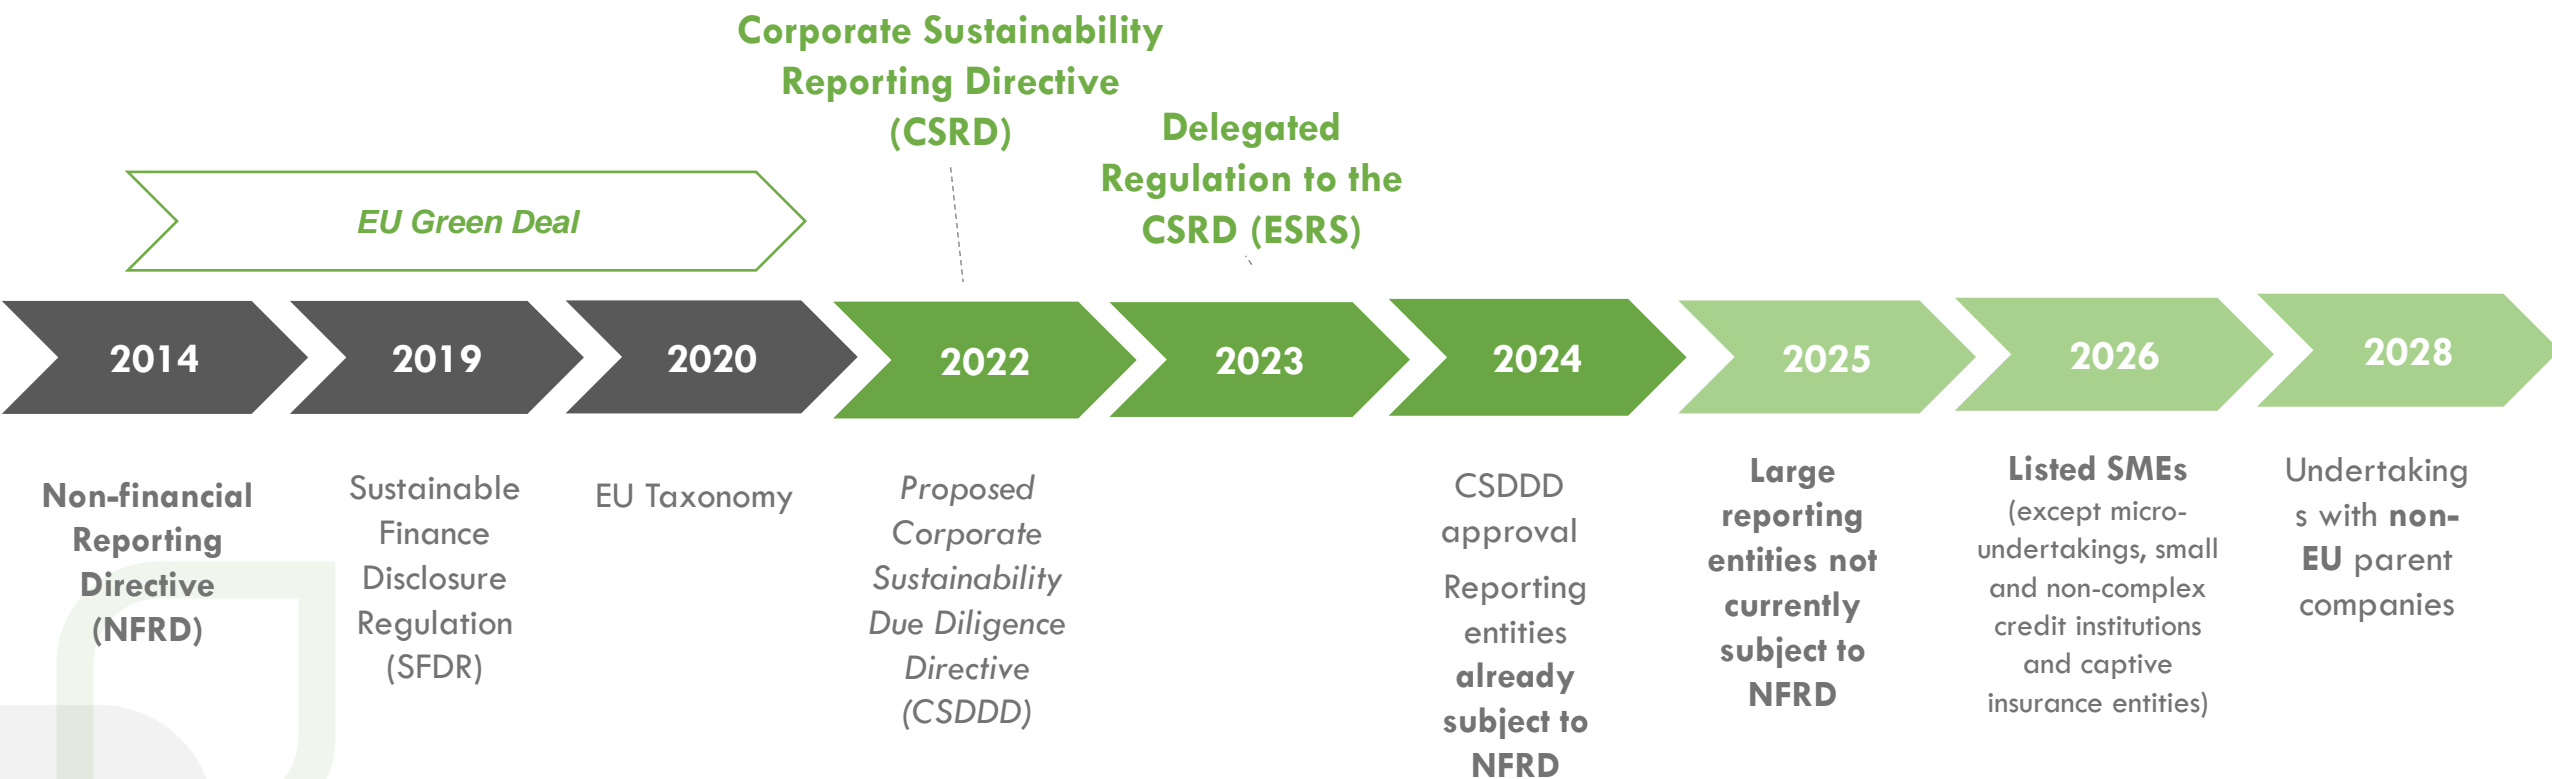 Corporate Sustainability
Reporting Directive
(CSRD)
Delegated
Regulation to the
CSRD (ESRS)
EU Green Deal
2014
2019
2020
2022
2023
2024
2025
2026
2028
Non-financial
Reporting
Directive
(NFRD)
Sustainable
Finance
Disclosure
Regulation
(SFDR)
EU Taxonomy
Proposed
Corporate
Sustainability
Due Diligence
Directive
(CSDDD)
CSDDD
approval
Reporting
entities
already
subject to
NFRD
Large
reporting
entities not
currently
subject to
NFRD
Listed SMEs
(except micro-
undertakings, small
and non-complex
credit institutions
and captive
insurance entities)
Undertaking
s with non-
EU parent
companies